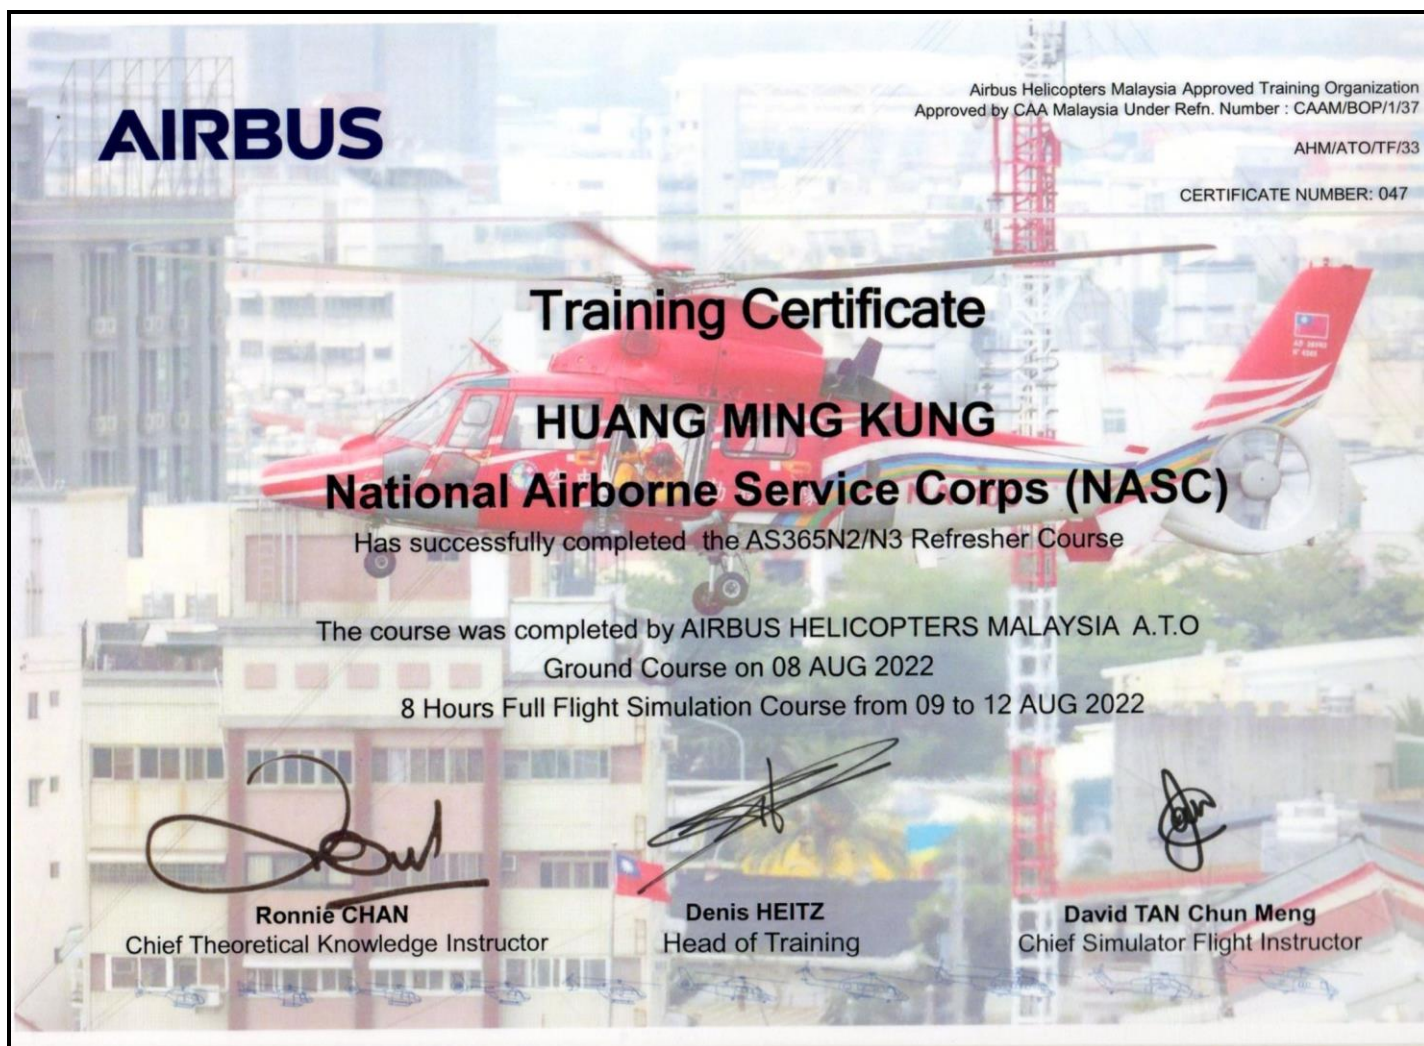 AIRBUS
Airbus Helicopters Malaysia Approved Training Organization
Approved by CAA Malaysia Under Refn. Number : CAAM/BOP/1/37
AHM/ATO/TF/33
CERTIFICATE NUMBER: 047
Training Certificate
HUANG MING KUNG
National Airborne Service Corps (NASC)
Has successfully completed the AS365N2/N3 Refresher Course
The course was completed by AIRBUS HELICOPTERS MALAYSIA A.T.O
Ground Course on 08 AUG 2022
8 Hours Full Flight Simulation Course from 09 to 12 AUG 2022
Ronnie CHAN
Chief Theoretical Knowledge Instructor
Denis HEITZ
Head of Training
David TAN Chun Meng
Chief Simulator Flight Instructor